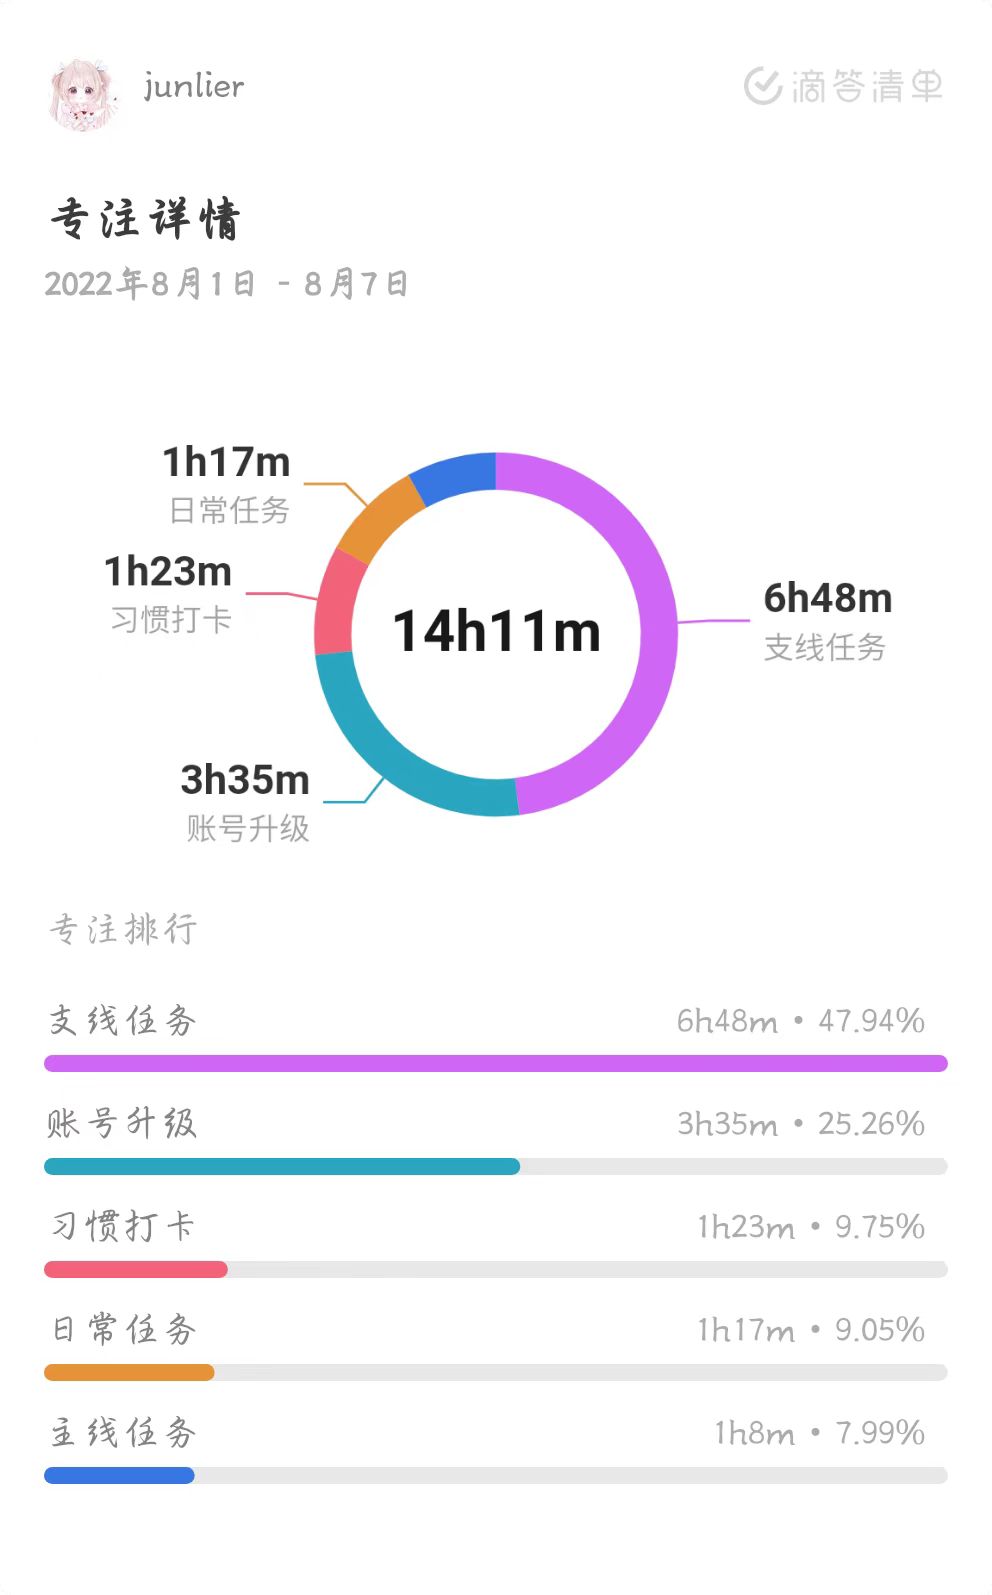 junlier
滴答清单
专注详情
2022年8月1日 - 8月7日
1h17m
日常任务
1h23m
习惯打卡
14h11m
6h48m
支线任务
3h35m
账号升级
专注排行
支线任务 6h48m • 47.94%
账号升级 3h35m • 25.26%
习惯打卡 1h23m • 9.75%
日常任务 1h17m • 9.05%
主线任务 1h8m • 7.99%